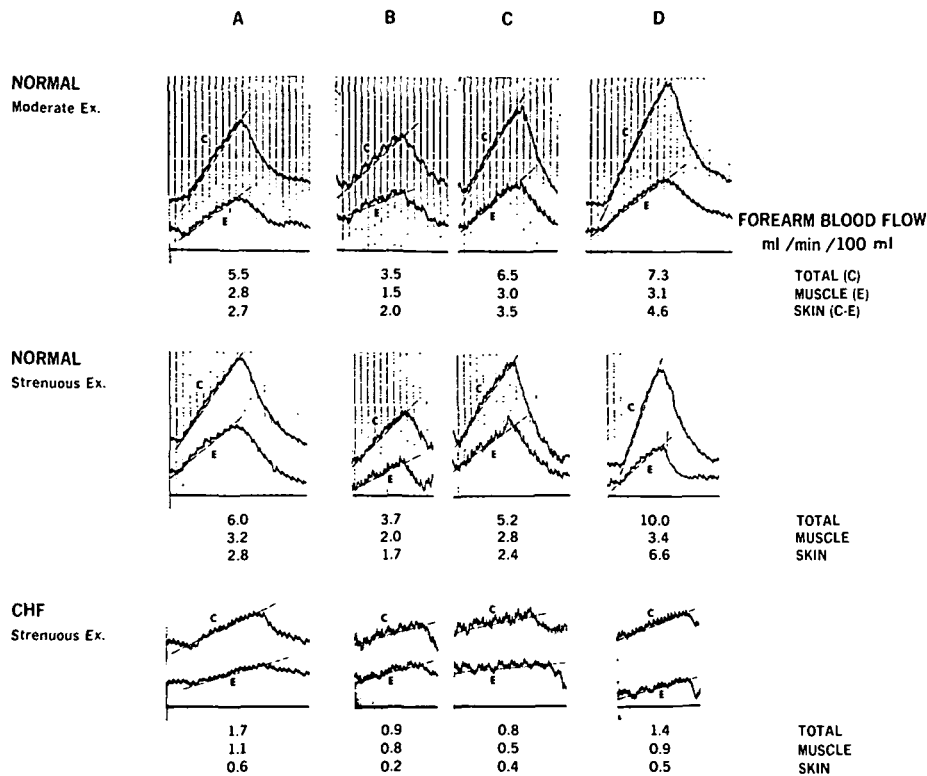 A B C D
NORMAL
Moderate Ex.
C C C C
E E E E
FOREARM BLOOD FLOW
ml /min /100 ml
5.5 3.5 6.5 7.3 TOTAL (C)
2.8 1.5 3.0 3.1 MUSCLE (E)
2.7 2.0 3.5 4.6 SKIN (C-E)
NORMAL
Strenuous Ex.
C C C C
E E E E
6.0 3.7 5.2 10.0 TOTAL
3.2 2.0 2.8 3.4 MUSCLE
2.8 1.7 2.4 6.6 SKIN
CHF
Strenuous Ex.
C C C C
E E E E
1.7 0.9 0.8 1.4 TOTAL
1.1 0.8 0.5 0.9 MUSCLE
0.6 0.2 0.4 0.5 SKIN